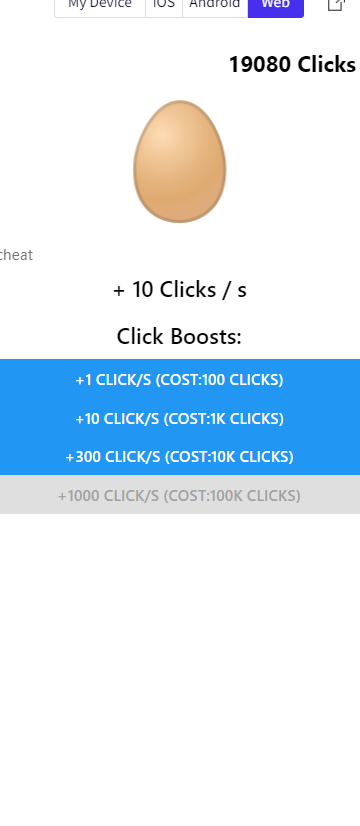 My Device iOS Android Web
19080 Clicks
cheat
+ 10 Clicks / s
Click Boosts:
+1 CLICK/S (COST:100 CLICKS)
+10 CLICK/S (COST:1K CLICKS)
+300 CLICK/S (COST:10K CLICKS)
+1000 CLICK/S (COST:100K CLICKS)